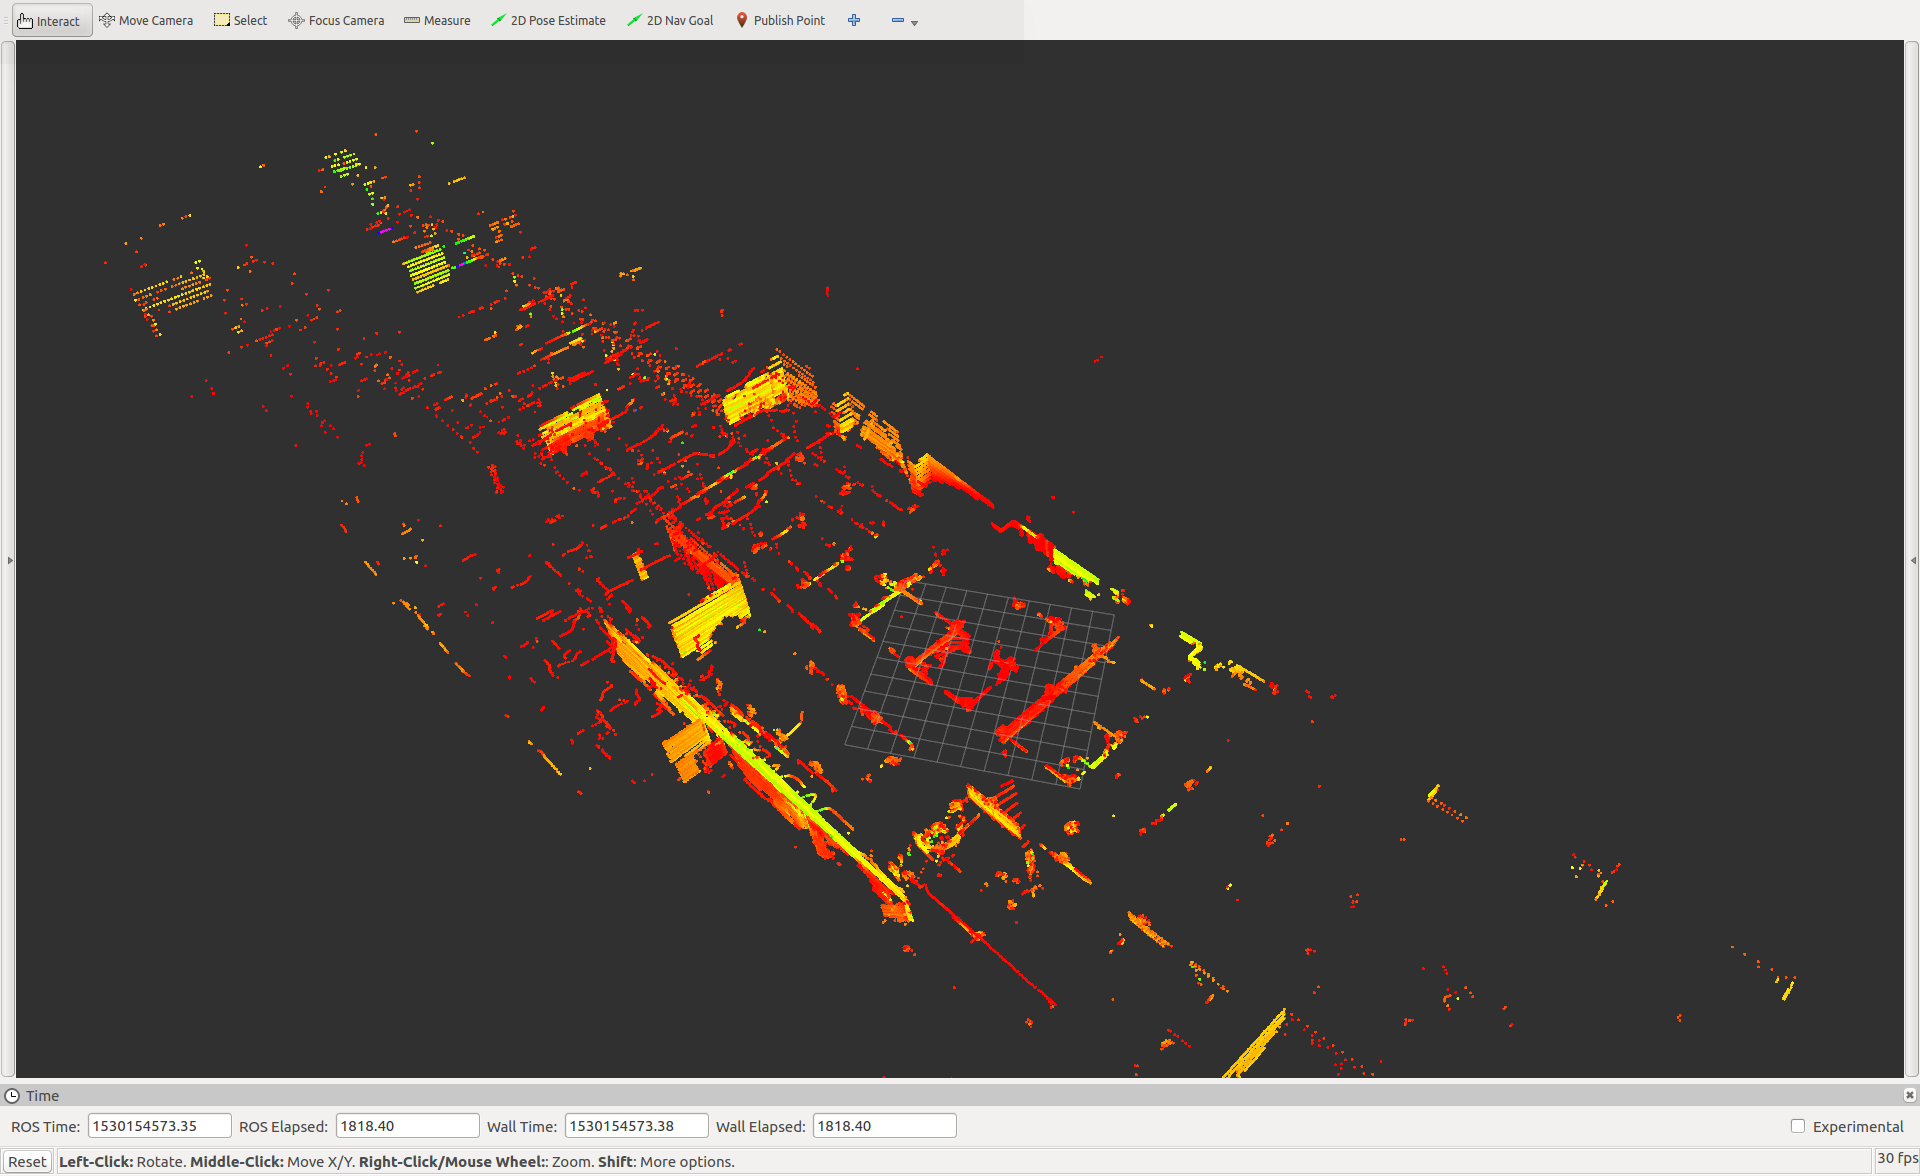 Interact Move Camera Select Focus Camera Measure 2D Pose Estimate 2D Nav Goal Publish Point
Time
ROS Time: 1530154573.35 ROS Elapsed: 1818.40 Wall Time: 1530154573.38 Wall Elapsed: 1818.40 Experimental
Reset Left-Click: Rotate. Middle-Click: Move X/Y. Right-Click/Mouse Wheel:: Zoom. Shift: More options. 30 fps